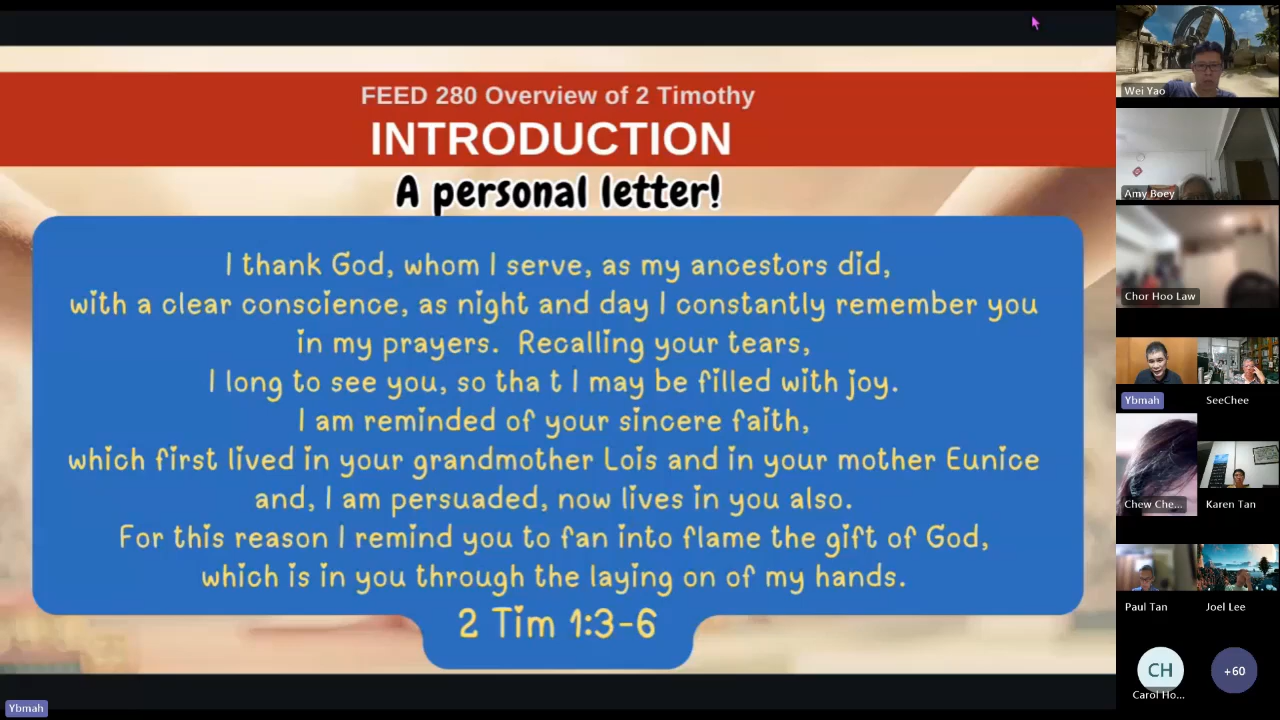 FEED 280 Overview of 2 Timothy
INTRODUCTION
A personal letter!
I thank God, whom I serve, as my ancestors did,
with a clear conscience, as night and day I constantly remember you
in my prayers. Recalling your tears,
I long to see you, so tha t I may be filled with joy.
I am reminded of your sincere faith,
which first lived in your grandmother Lois and in your mother Eunice
and, I am persuaded, now lives in you also.
For this reason I remind you to fan into flame the gift of God,
which is in you through the laying on of my hands.
2 Tim 1:3-6
Ybmah
Wei Yao
Amy Boey
Chor Hoo Law
Ybmah
SeeChee
Chew Che...
Karen Tan
Paul Tan
Joel Lee
CH
Carol Ho...
+60